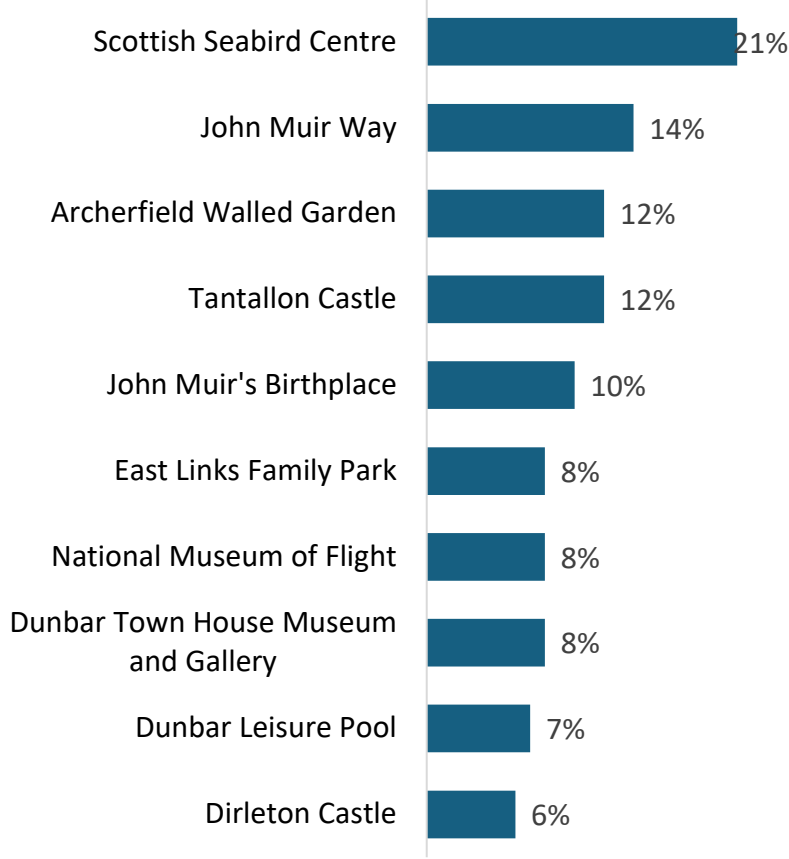 Scottish Seabird Centre 21%
John Muir Way 14%
Archerfield Walled Garden 12%
Tantallon Castle 12%
John Muir's Birthplace 10%
East Links Family Park 8%
National Museum of Flight 8%
Dunbar Town House Museum
and Gallery 8%
Dunbar Leisure Pool 7%
Dirleton Castle 6%